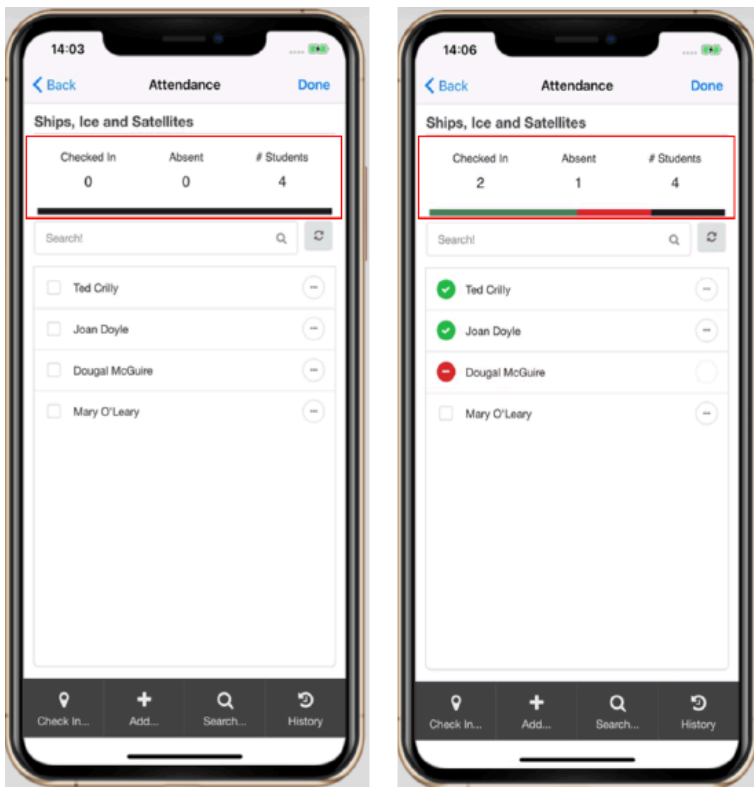 14:03
Back Attendance Done
Ships, Ice and Satellites
Checked In Absent # Students
0 0 4
Search!
Ted Crilly
Joan Doyle
Dougal McGuire
Mary O'Leary
Check In... Add... Search... History
14:06
Back Attendance Done
Ships, Ice and Satellites
Checked In Absent # Students
2 1 4
Search!
Ted Crilly
Joan Doyle
Dougal McGuire
Mary O'Leary
Check In... Add... Search... History